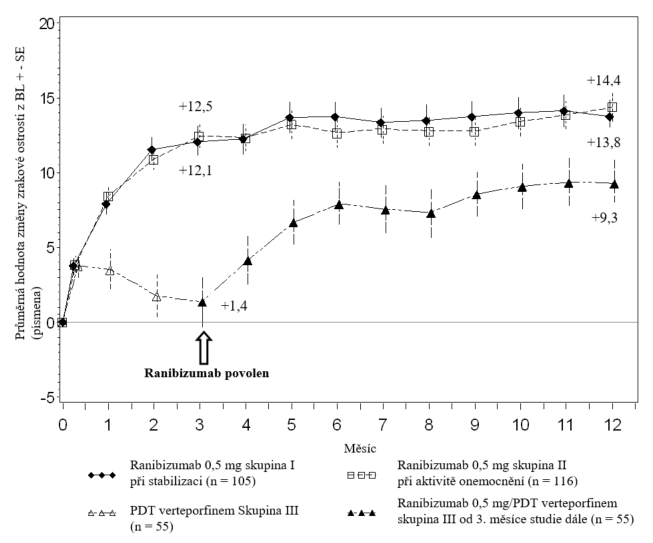 Průměrná hodnota změny zrakové ostrosti z BL + - SE
(písmena)
20
15
10
5
0
-5
+12,5
+12,1
+14,4
+13,8
+9,3
+1,4
Ranibizumab povolen
0 1 2 3 4 5 6 7 8 9 10 11 12
Měsíc
Ranibizumab 0,5 mg skupina I
při stabilizaci (n = 105)
Ranibizumab 0,5 mg skupina II
při aktivitě onemocnění (n = 116)
PDT verteporfinem Skupina III
(n = 55)
Ranibizumab 0,5 mg/PDT verteporfinem
skupina III od 3. měsíce studie dále (n = 55)